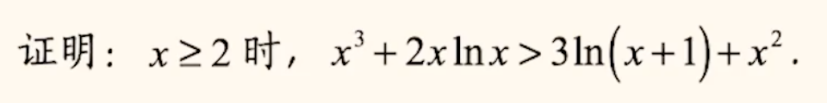 证明：x ≥ 2 时，x³ + 2x ln x > 3ln(x+1) + x².